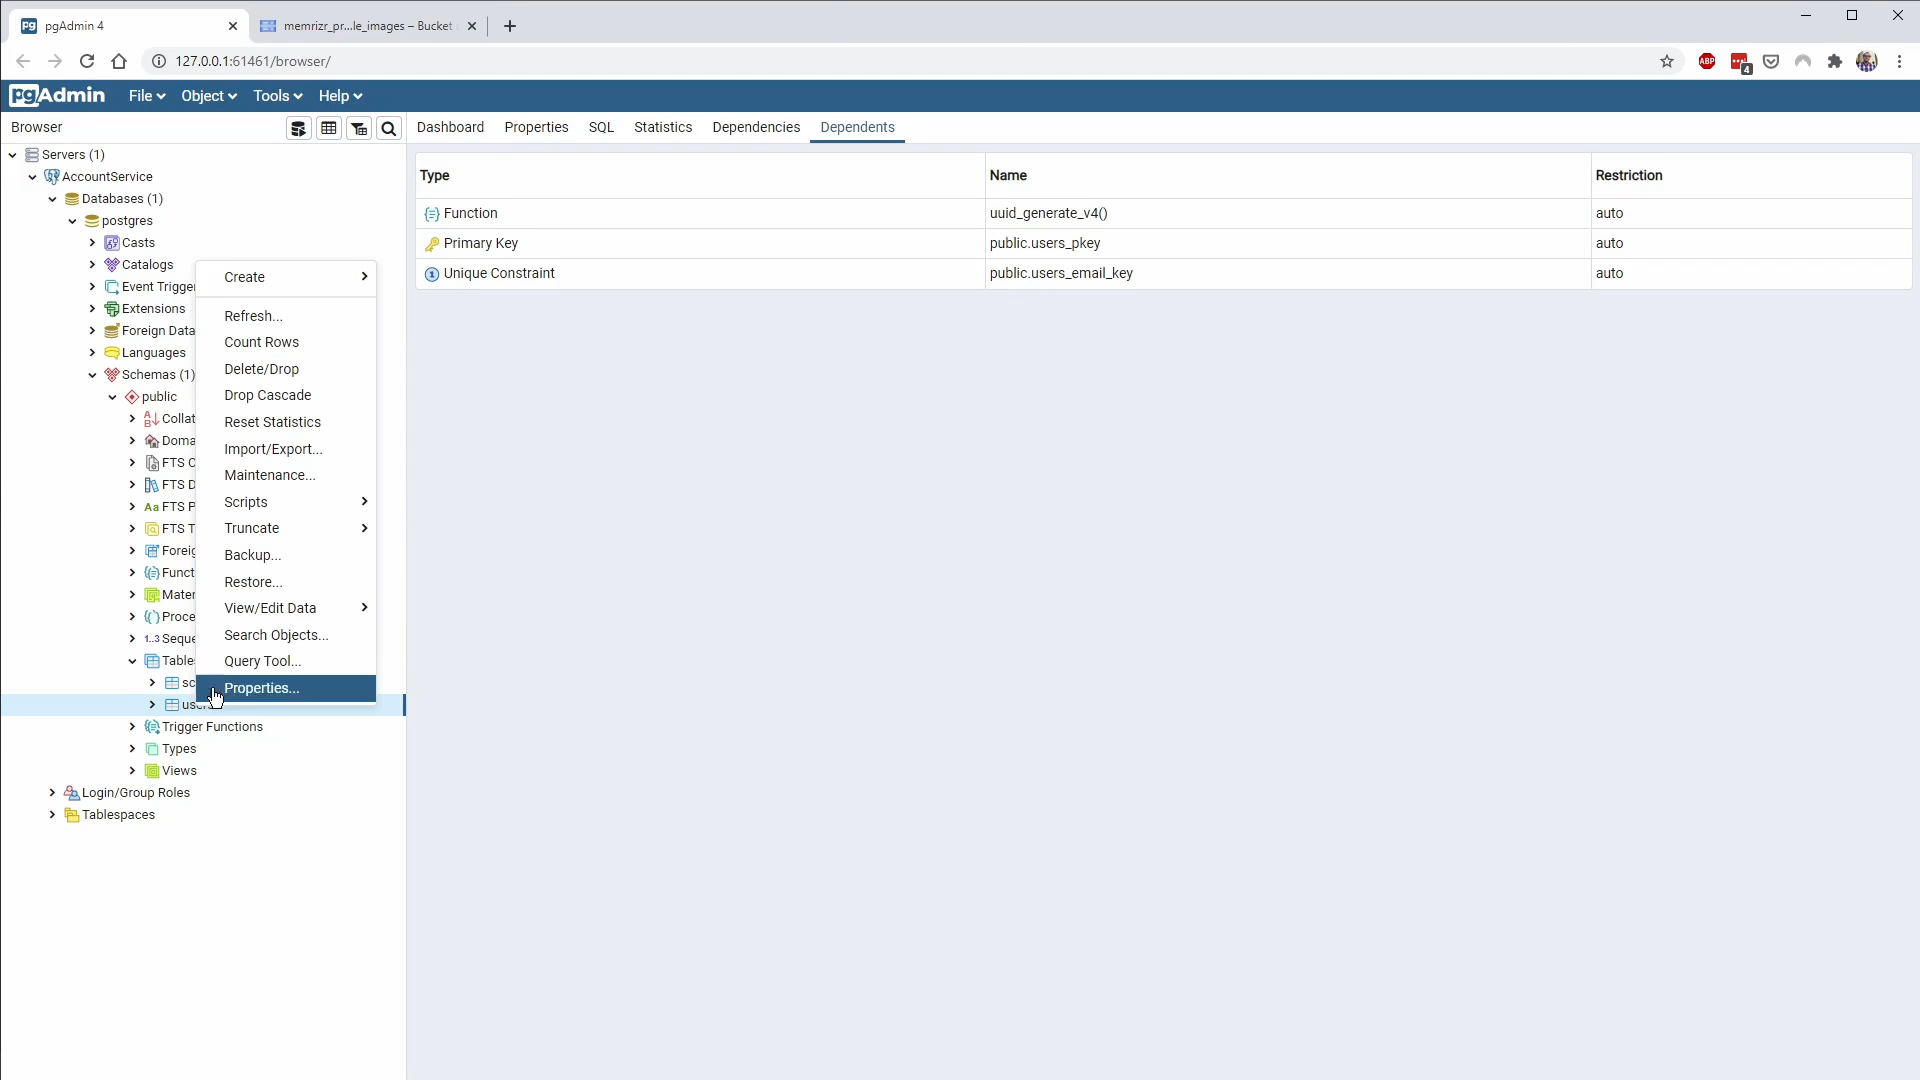 pgAdmin 4
memrizr_pr...le_images – Bucket
127.0.0.1:61461/browser/
ABP
4
pgAdmin
File
Object
Tools
Help
Browser
Dashboard
Properties
SQL
Statistics
Dependencies
Dependents
Servers (1)
AccountService
Databases (1)
postgres
Casts
Catalogs
Event Trigger
Extensions
Foreign Data
Languages
Schemas (1)
public
Collat
Doma
FTS C
FTS D
FTS P
FTS T
Foreig
Funct
Mater
Proce
1..3 Seque
Table
sc
Trigger Functions
Types
Views
Login/Group Roles
Tablespaces
Create
Refresh...
Count Rows
Delete/Drop
Drop Cascade
Reset Statistics
Import/Export...
Maintenance...
Scripts
Truncate
Backup...
Restore...
View/Edit Data
Search Objects...
Query Tool...
Properties...
Type Name Restriction
Function uuid_generate_v4() auto
Primary Key public.users_pkey auto
Unique Constraint public.users_email_key auto